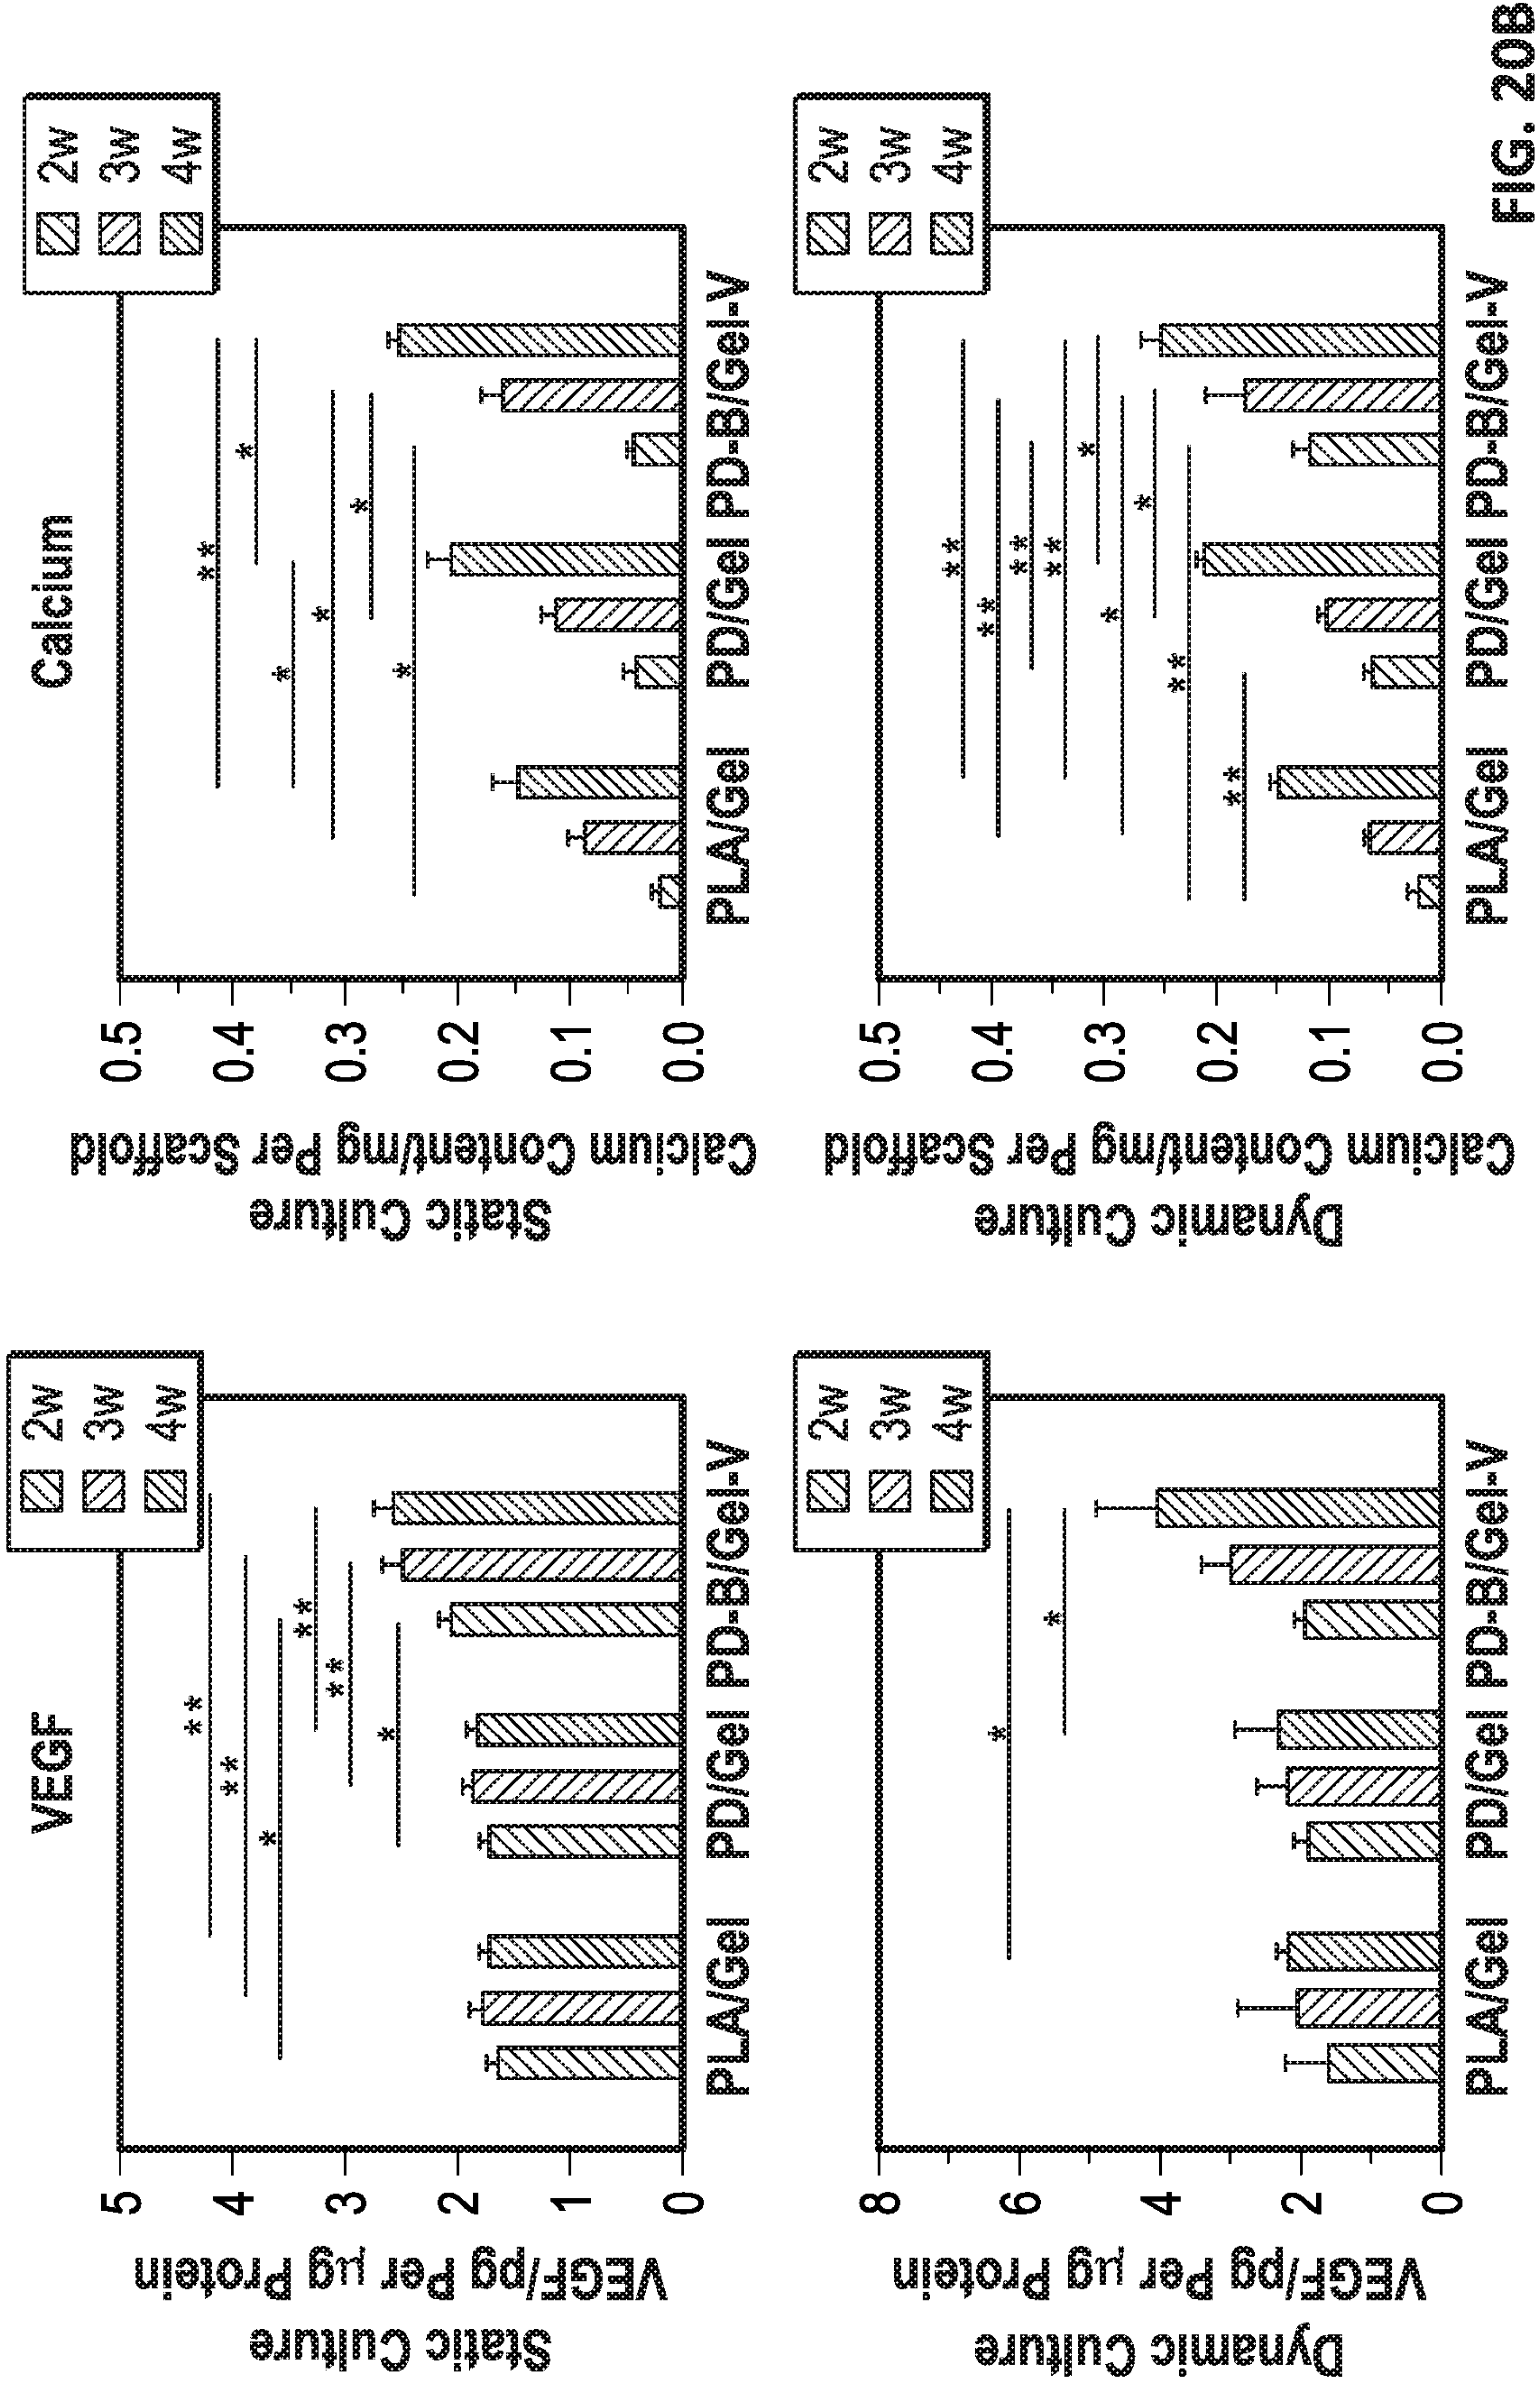 VEGF
Static Culture
VEGF/pg Per μg Protein
5
4
3
2
1
0
2w
3w
4w
**
**
*
**
**
*
PLA/Gel PD/Gel PD-B/Gel-V
Calcium
Static Culture
Calcium Content/mg Per Scaffold
0.5
0.4
0.3
0.2
0.1
0.0
2w
3w
4w
**
*
*
*
*
*
PLA/Gel PD/Gel PD-B/Gel-V
Dynamic Culture
VEGF/pg Per μg Protein
8
6
4
2
0
2w
3w
4w
*
*
PLA/Gel PD/Gel PD-B/Gel-V
Dynamic Culture
Calcium Content/mg Per Scaffold
0.5
0.4
0.3
0.2
0.1
0.0
2w
3w
4w
**
**
**
**
*
*
*
**
**
PLA/Gel PD/Gel PD-B/Gel-V
FIG. 20B